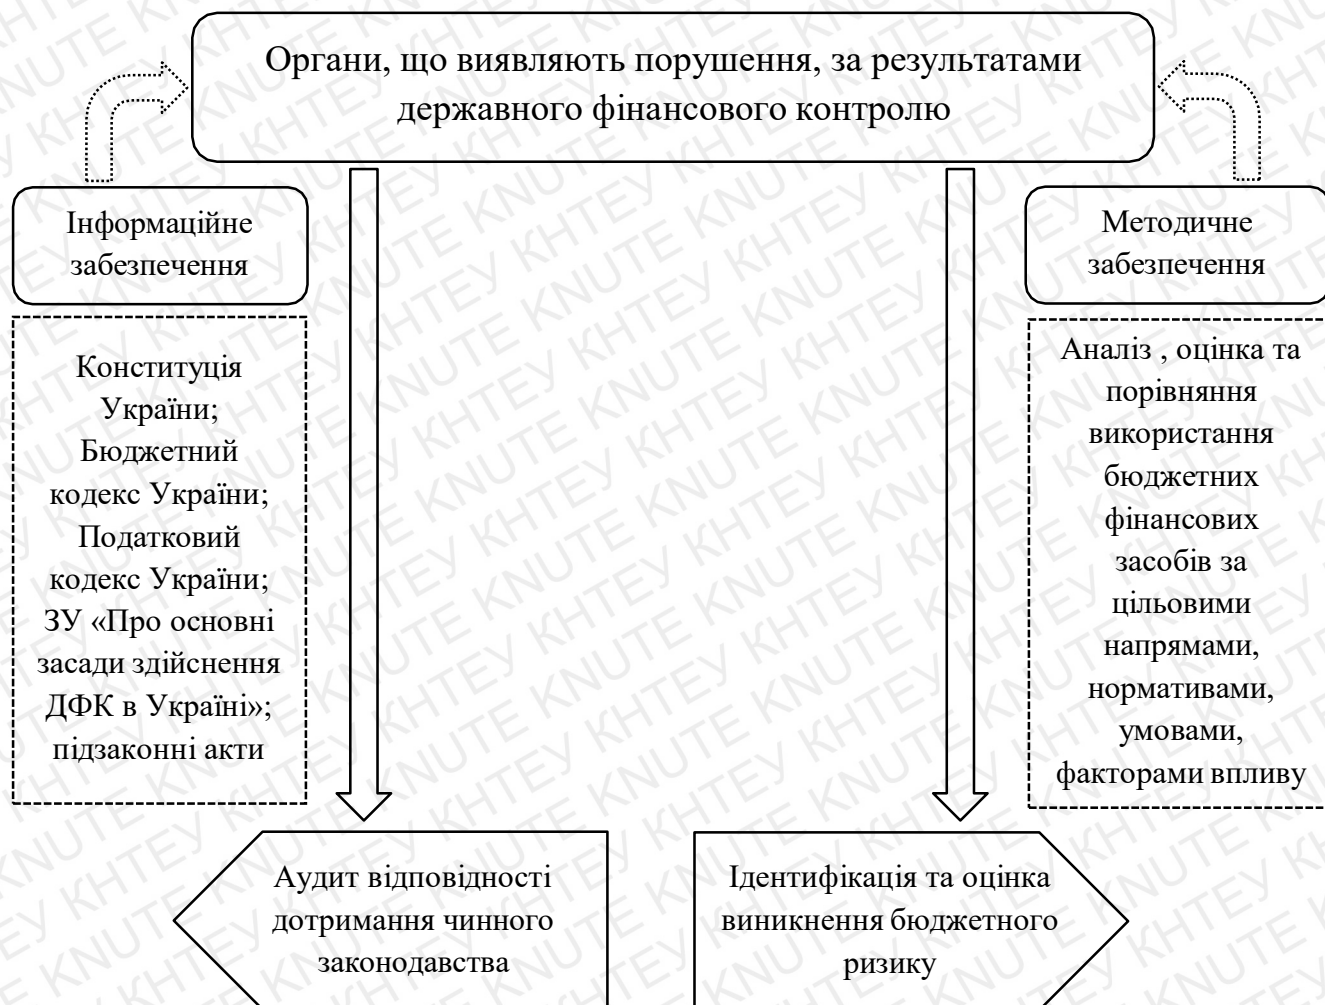 Органи, що виявляють порушення, за результатами
державного фінансового контролю
Інформаційне
забезпечення
Методичне
забезпечення
Конституція
України;
Бюджетний
кодекс України;
Податковий
кодекс України;
ЗУ «Про основні
засади здійснення
ДФК в Україні»;
підзаконні акти
Аналіз , оцінка та
порівняння
використання
бюджетних
фінансових
засобів за
цільовими
напрямами,
нормативами,
умовами,
факторами впливу
Аудит відповідності
дотримання чинного
законодавства
Ідентифікація та оцінка
виникнення бюджетного
ризику